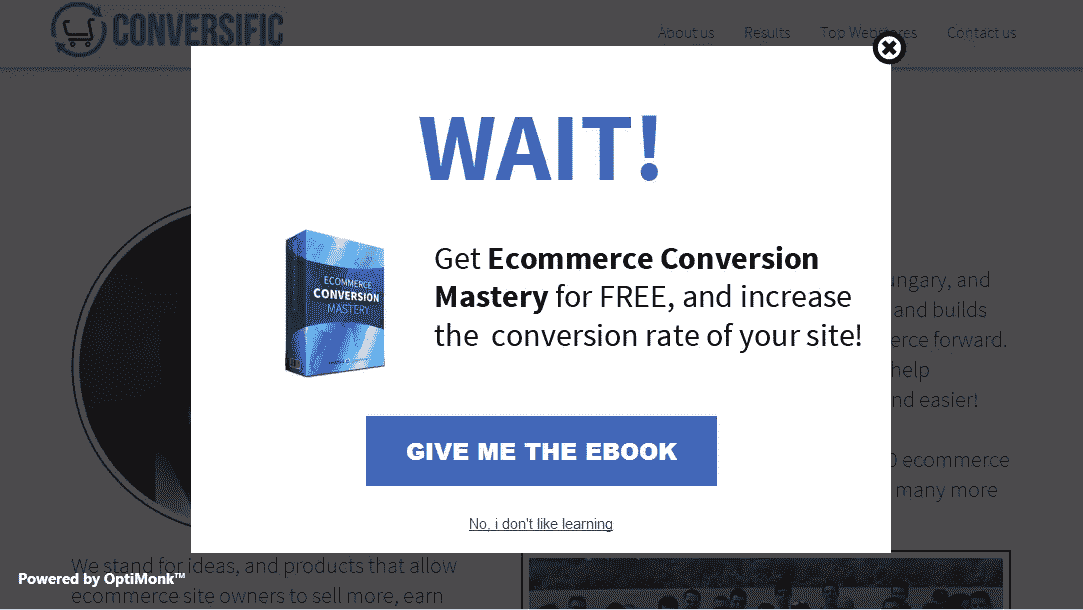 CONVERSIFIC
About us Results Top Webstores Contact us
WAIT!
ECOMMERCE
CONVERSION
MASTERY
Get Ecommerce Conversion
Mastery for FREE, and increase
the conversion rate of your site!
GIVE ME THE EBOOK
No, i don't like learning
ungary, and
and builds
erce forward.
help
nd easier!
0 ecommerce
many more
We stand for ideas, and products that allow
ecommerce site owners to sell more, earn
Powered by OptiMonk™